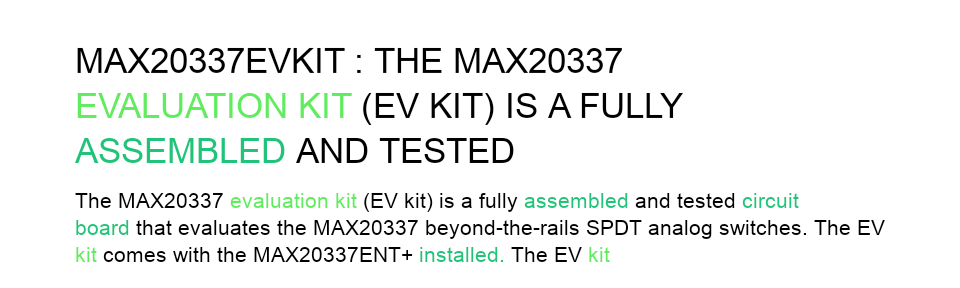 MAX20337EVKIT : THE MAX20337
EVALUATION KIT (EV KIT) IS A FULLY
ASSEMBLED AND TESTED
The MAX20337 evaluation kit (EV kit) is a fully assembled and tested circuit
board that evaluates the MAX20337 beyond-the-rails SPDT analog switches. The EV
kit comes with the MAX20337ENT+ installed. The EV kit